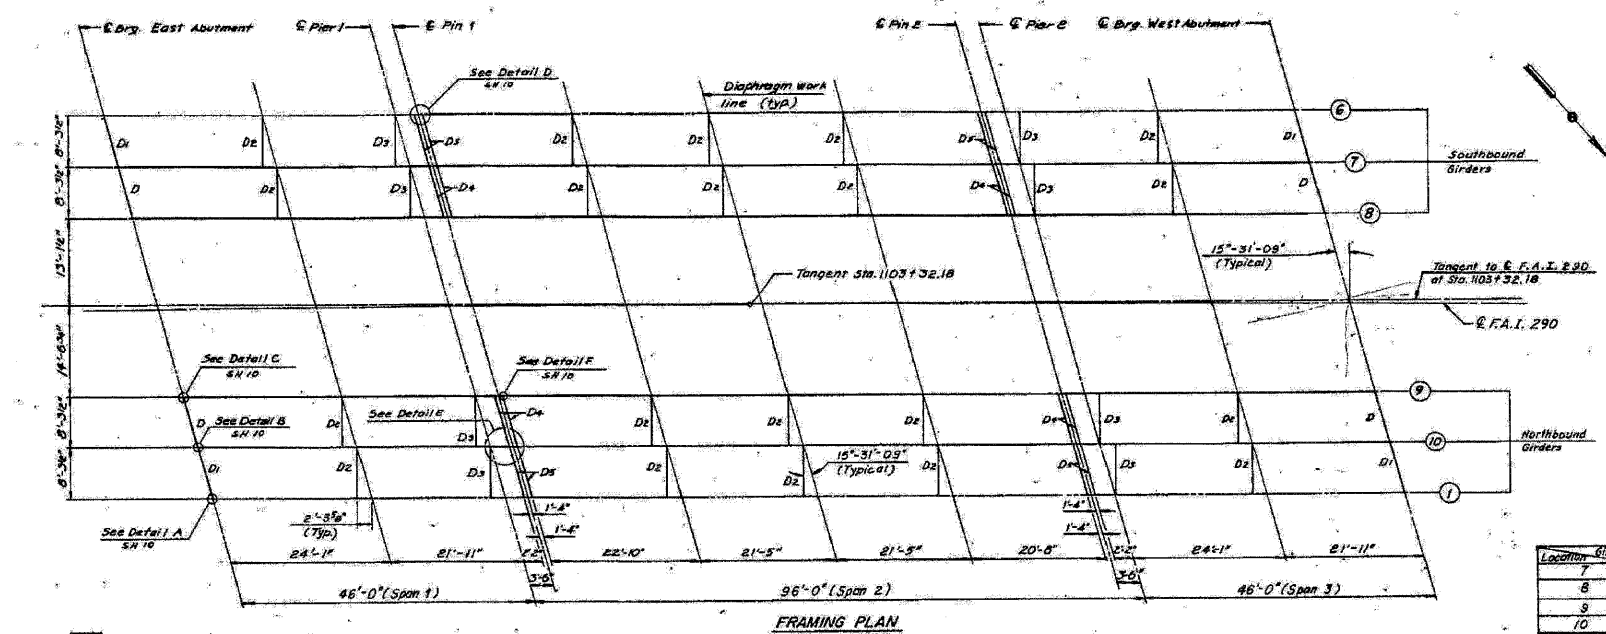 ℄ Brg. East Abutment
℄ Pier 1
℄ Pin 1
℄ Pin 2
℄ Pier 2
℄ Brg. West Abutment
See Detail D
SH 10
Diaphragm work
line (typ.)
6
8'-3½"
D1
D2
D3
D5
D2
D2
D2
D5
D3
D2
D1
7
Southbound
Girders
8'-3½"
D
D2
D3
D4
D2
D2
D2
D4
D3
D2
D
8
13'-1½"
15°-31'-09"
(Typical)
Tangent Sta. 1103+32.18
Tangent to ℄ F.A.I. 290
at Sta. 1103+32.18
℄ F.A.I. 290
See Detail C
SH 10
See Detail F
SH 10
9
8'-3½"
D
See Detail B
SH 10
D2
See Detail E
D3
D4
D2
D2
D2
D4
D3
D2
D
10
Northbound
Girders
8'-3½"
D1
D2
D3
D5
D2
D2
15°-31'-09"
(Typical)
D2
D5
D3
D2
D1
1
See Detail A
SH 10
2'-3⅝"
(Typ.)
1'-4"
1'-4"
1'-4"
1'-4"
24'-1"
21'-11"
2'-2"
22'-10"
21'-5"
21'-5"
20'-8"
2'-2"
24'-1"
21'-11"
3'-6"
3'-6"
46'-0" (Span 1)
96'-0" (Span 2)
46'-0" (Span 3)
FRAMING PLAN
Location
7
8
9
10